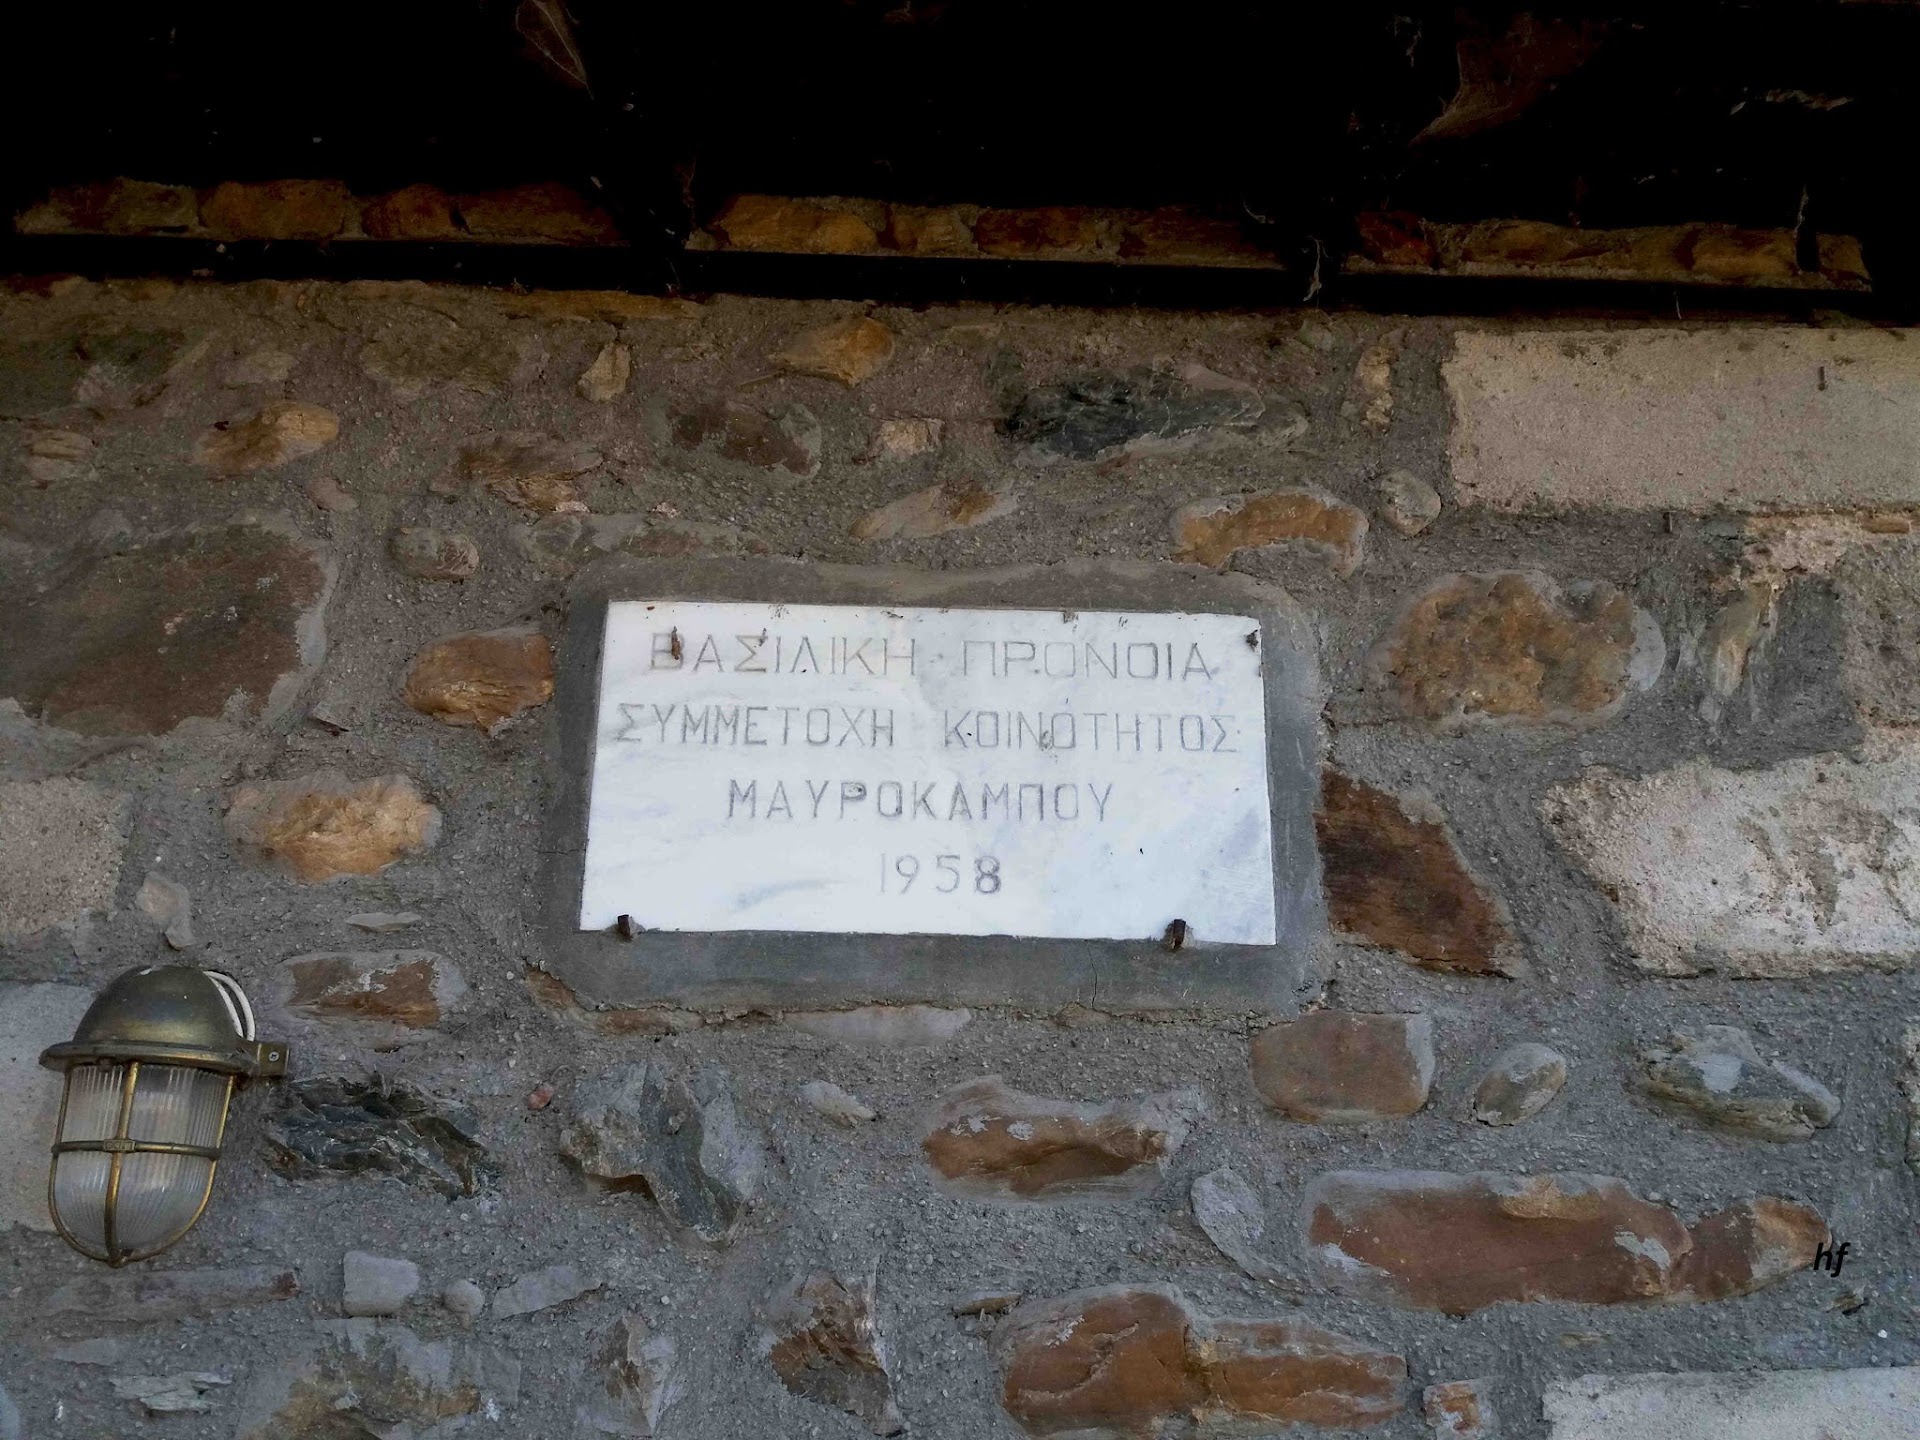 ΒΑΣΙΛΙΚΗ ΠΡΟΝΟΙΑ
ΣΥΜΜΕΤΟΧΗ ΚΟΙΝΟΤΗΤΟΣ
ΜΑΥΡΟΚΑΜΠΟΥ
1958
hf